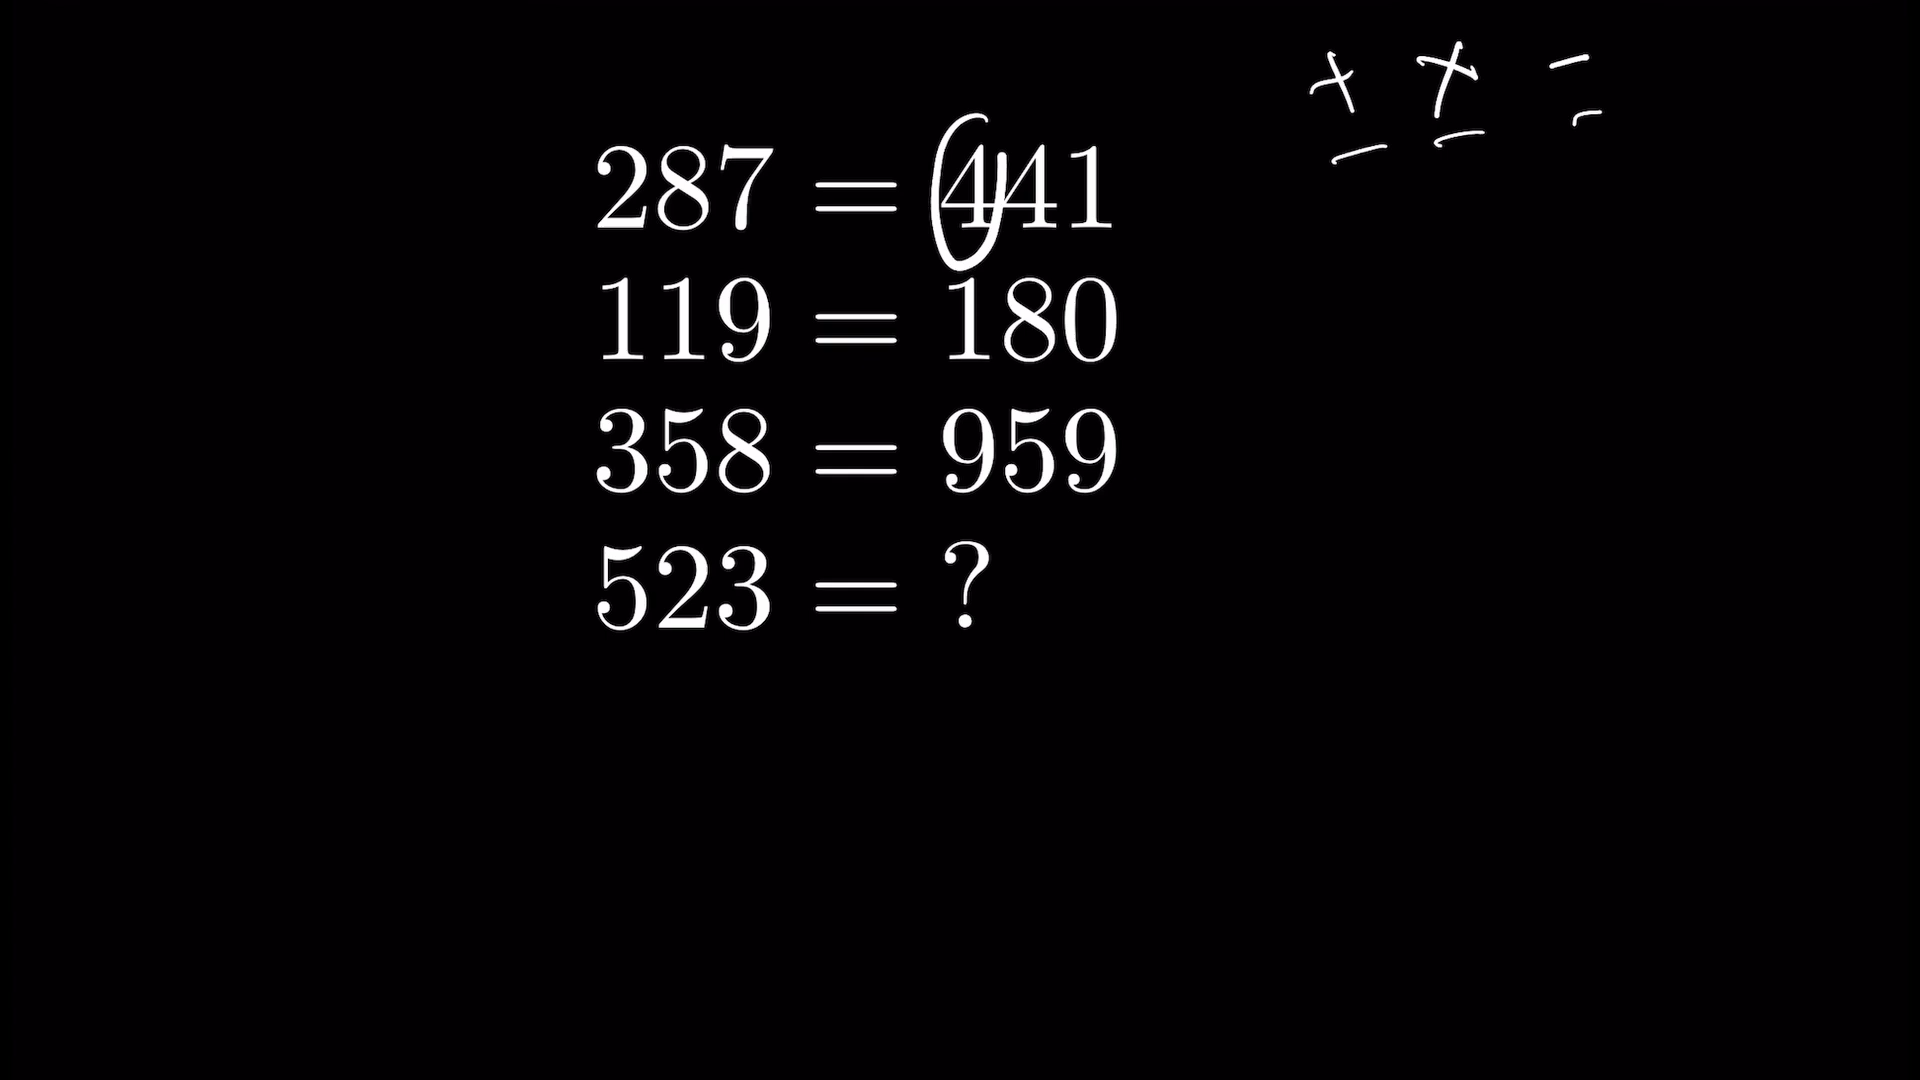 287 = 441
119 = 180
358 = 959
523 = ?